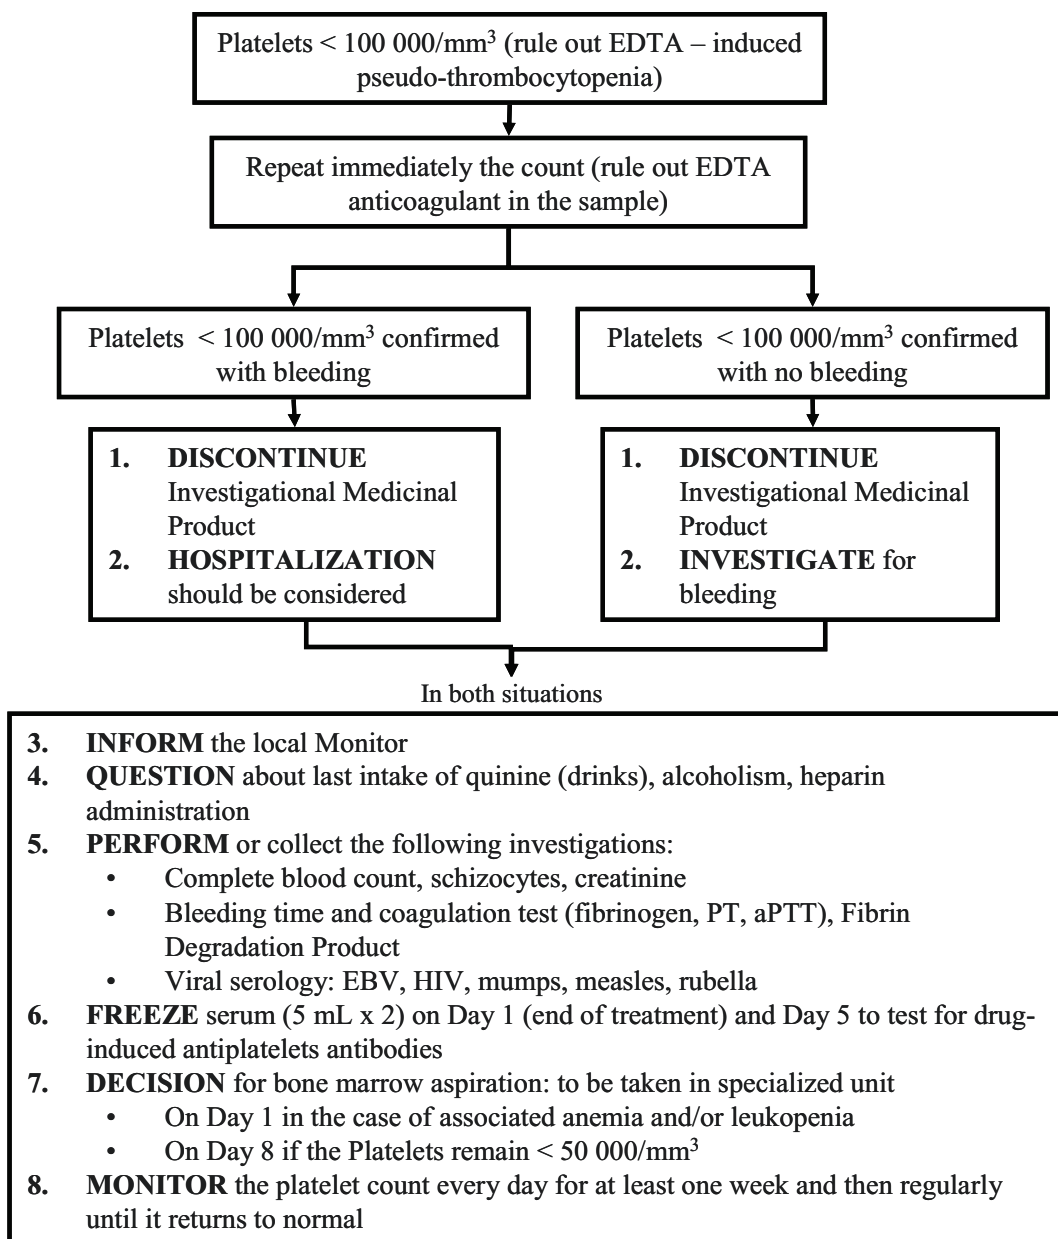 Platelets < 100 000/mm³ (rule out EDTA – induced
pseudo-thrombocytopenia)
Repeat immediately the count (rule out EDTA
anticoagulant in the sample)
Platelets < 100 000/mm³ confirmed
with bleeding
Platelets < 100 000/mm³ confirmed
with no bleeding
1. DISCONTINUE
Investigational Medicinal
Product
2. HOSPITALIZATION
should be considered
1. DISCONTINUE
Investigational Medicinal
Product
2. INVESTIGATE for
bleeding
In both situations
3. INFORM the local Monitor
4. QUESTION about last intake of quinine (drinks), alcoholism, heparin
administration
5. PERFORM or collect the following investigations:
• Complete blood count, schizocytes, creatinine
• Bleeding time and coagulation test (fibrinogen, PT, aPTT), Fibrin
Degradation Product
• Viral serology: EBV, HIV, mumps, measles, rubella
6. FREEZE serum (5 mL x 2) on Day 1 (end of treatment) and Day 5 to test for drug-
induced antiplatelets antibodies
7. DECISION for bone marrow aspiration: to be taken in specialized unit
• On Day 1 in the case of associated anemia and/or leukopenia
• On Day 8 if the Platelets remain < 50 000/mm³
8. MONITOR the platelet count every day for at least one week and then regularly
until it returns to normal